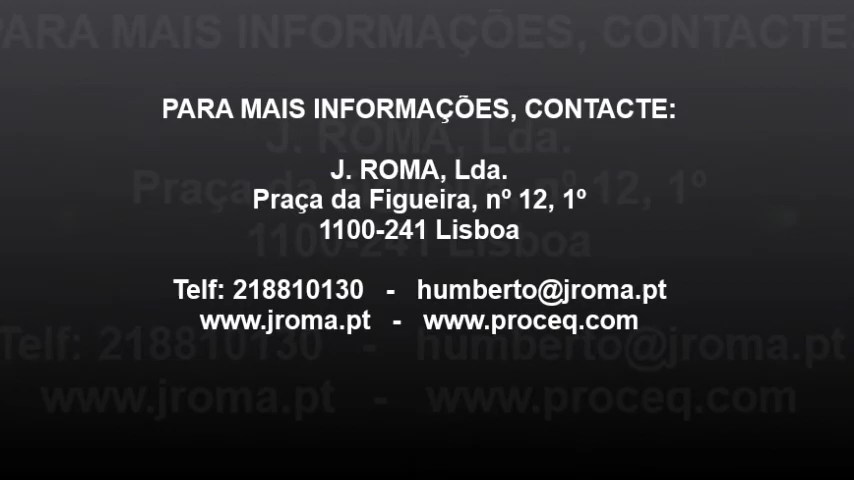 PARA MAIS INFORMAÇÕES, CONTACTE:
J. ROMA, Lda.
Praça da Figueira, nº 12, 1º
1100-241 Lisboa
Telf: 218810130 - humberto@jroma.pt
www.jroma.pt - www.proceq.com